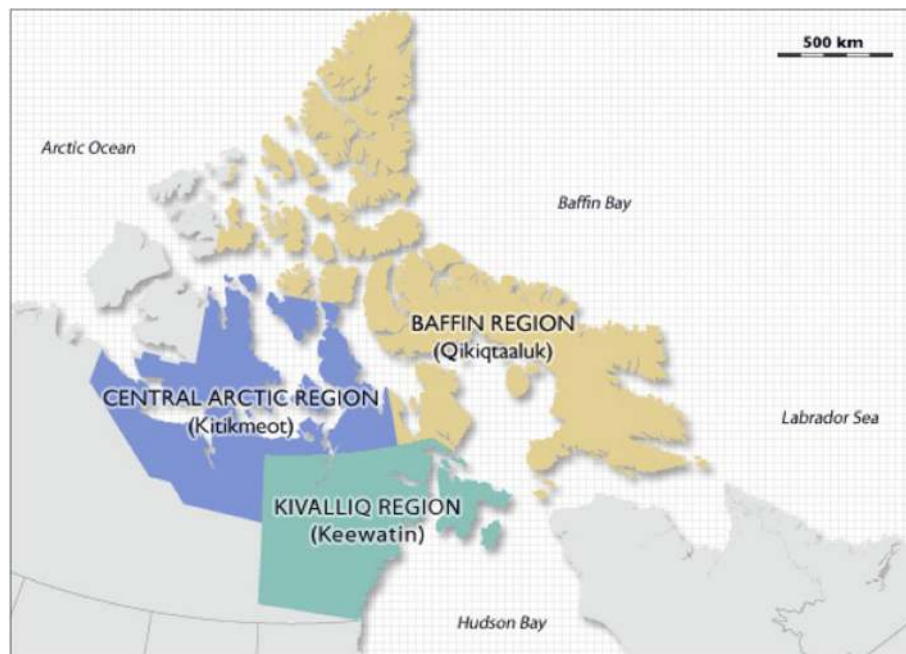 500 km
Arctic Ocean
Baffin Bay
BAFFIN REGION
(Qikiqtaaluk)
CENTRAL ARCTIC REGION
(Kitikmeot)
Labrador Sea
KIVALLIQ REGION
(Keewatin)
Hudson Bay